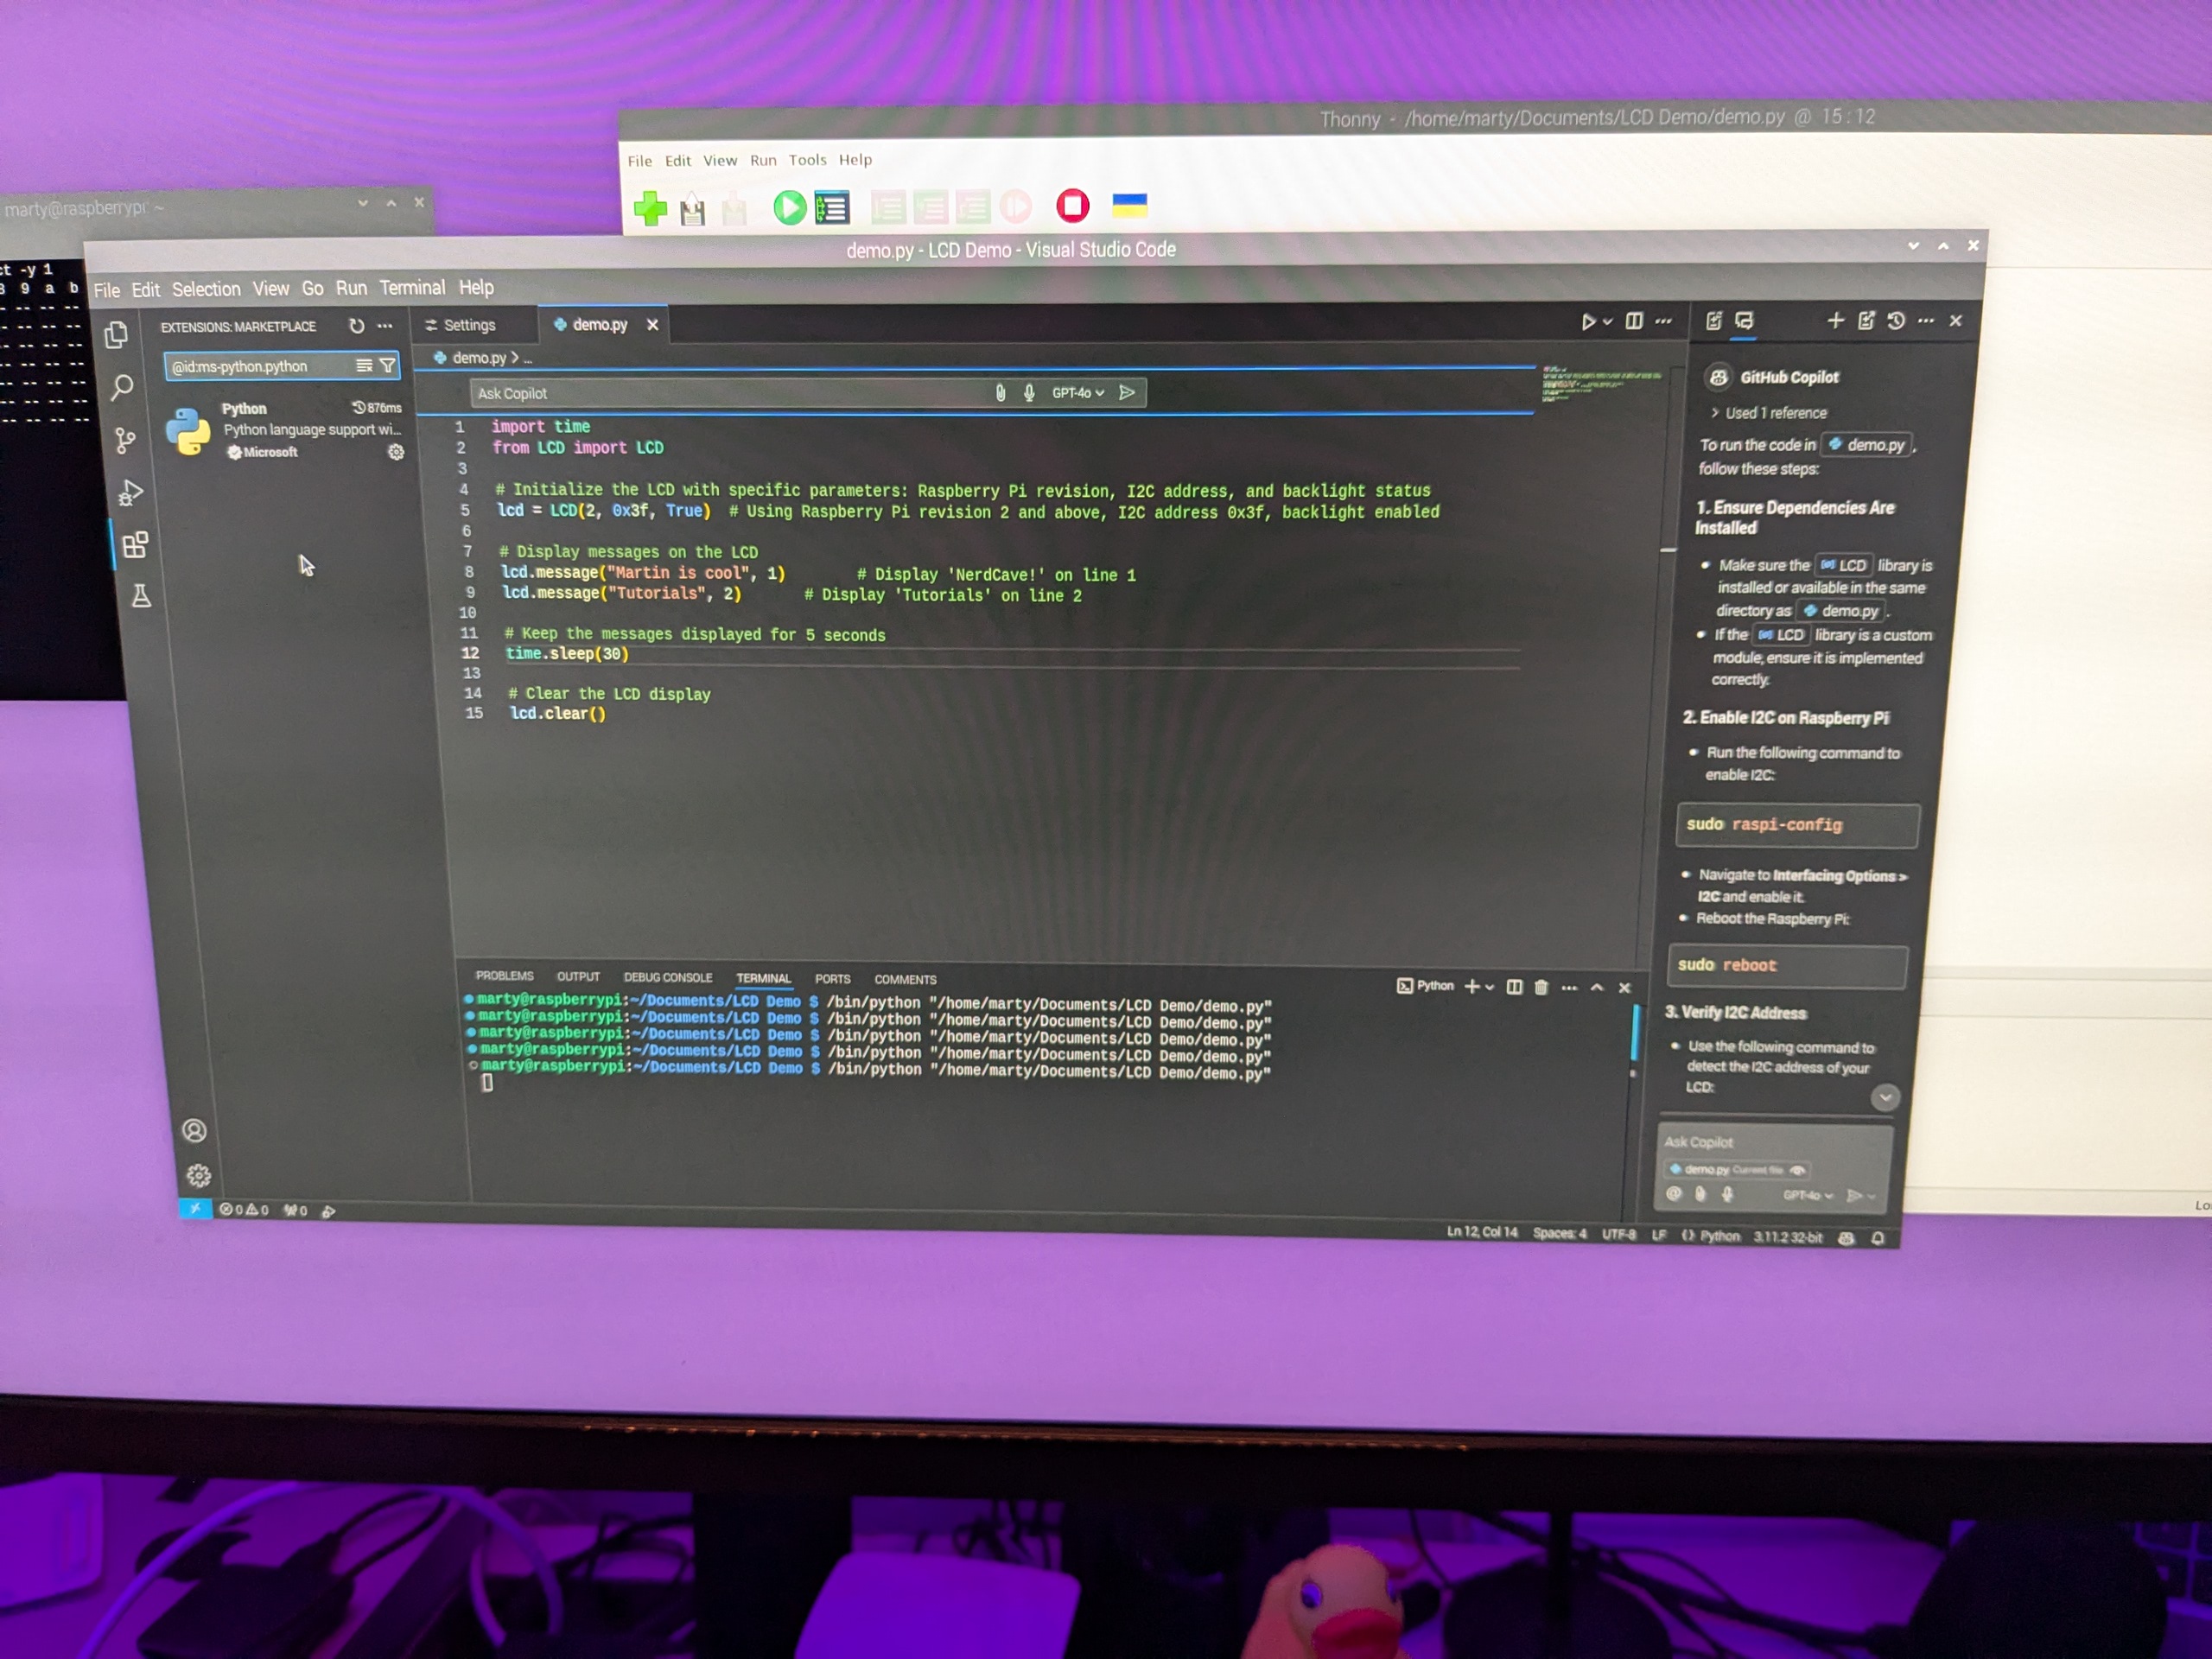 Thonny - /home/marty/Documents/LCD Demo/demo.py @ 15 : 12
File Edit View Run Tools Help
marty@raspberrypi: ~
ct -y 1
8 9 a b
demo.py - LCD Demo - Visual Studio Code
File Edit Selection View Go Run Terminal Help
EXTENSIONS: MARKETPLACE
@id:ms-python.python
Python 876ms
Python language support wi...
Microsoft
Settings demo.py
demo.py > ...
Ask Copilot GPT-4o
1 import time
2 from LCD import LCD
3
4 # Initialize the LCD with specific parameters: Raspberry Pi revision, I2C address, and backlight status
5 lcd = LCD(2, 0x3f, True) # Using Raspberry Pi revision 2 and above, I2C address 0x3f, backlight enabled
6
7 # Display messages on the LCD
8 lcd.message("Martin is cool", 1) # Display 'NerdCave!' on line 1
9 lcd.message("Tutorials", 2) # Display 'Tutorials' on line 2
10
11 # Keep the messages displayed for 5 seconds
12 time.sleep(30)
13
14 # Clear the LCD display
15 lcd.clear()
PROBLEMS OUTPUT DEBUG CONSOLE TERMINAL PORTS COMMENTS
Python
marty@raspberrypi:~/Documents/LCD Demo $ /bin/python "/home/marty/Documents/LCD Demo/demo.py"
marty@raspberrypi:~/Documents/LCD Demo $ /bin/python "/home/marty/Documents/LCD Demo/demo.py"
marty@raspberrypi:~/Documents/LCD Demo $ /bin/python "/home/marty/Documents/LCD Demo/demo.py"
marty@raspberrypi:~/Documents/LCD Demo $ /bin/python "/home/marty/Documents/LCD Demo/demo.py"
marty@raspberrypi:~/Documents/LCD Demo $ /bin/python "/home/marty/Documents/LCD Demo/demo.py"
GitHub Copilot
> Used 1 reference
To run the code in demo.py ,
follow these steps:
1. Ensure Dependencies Are
Installed
Make sure the LCD library is
installed or available in the same
directory as demo.py .
If the LCD library is a custom
module, ensure it is implemented
correctly.
2. Enable I2C on Raspberry Pi
Run the following command to
enable I2C:
sudo raspi-config
Navigate to Interfacing Options >
I2C and enable it.
Reboot the Raspberry Pi:
sudo reboot
3. Verify I2C Address
Use the following command to
detect the I2C address of your
LCD:
Ask Copilot
demo.py Current file
GPT-4o
0 0 0
Ln 12, Col 14 Spaces: 4 UTF-8 LF {} Python 3.11.2 32-bit
Lo